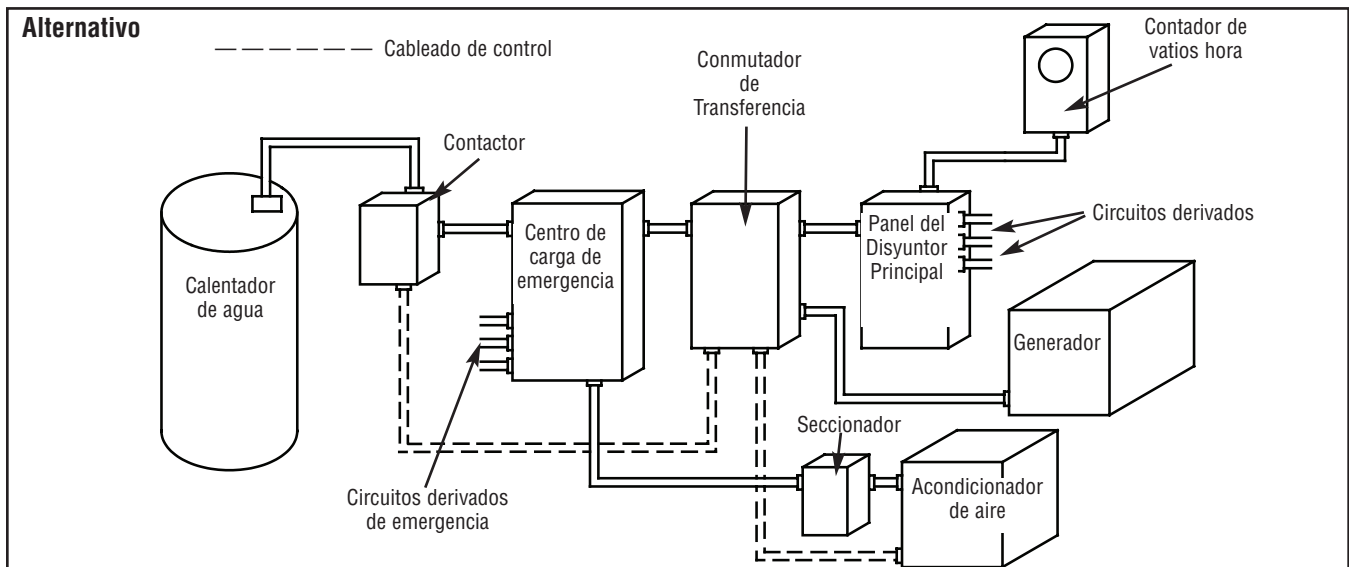 Alternativo
Cableado de control
Conmutador
de
Transferencia
Contador de
vatios hora
Contactor
Centro de
carga de
emergencia
Panel del
Disyuntor
Principal
Circuitos derivados
Calentador
de agua
Generador
Seccionador
Circuitos derivados
de emergencia
Acondicionador
de aire